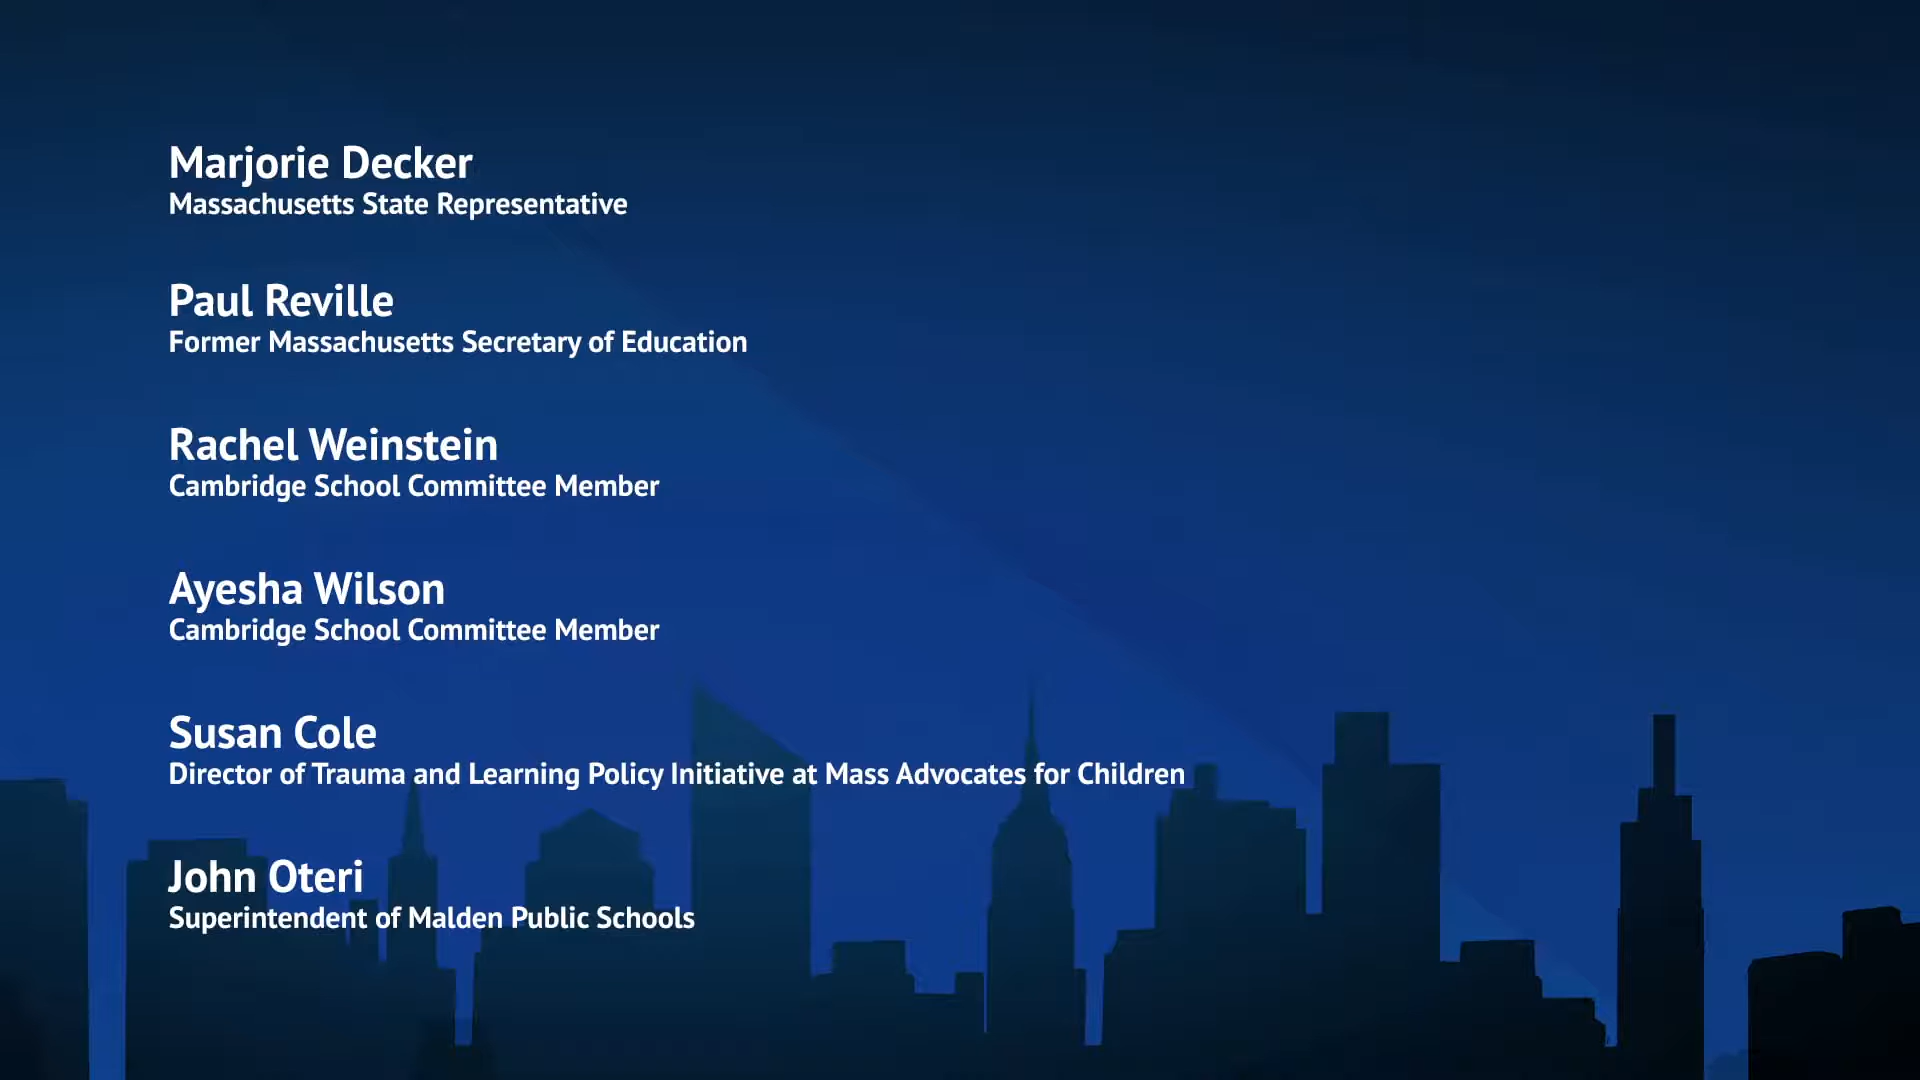 Marjorie Decker
Massachusetts State Representative
Paul Reville
Former Massachusetts Secretary of Education
Rachel Weinstein
Cambridge School Committee Member
Ayesha Wilson
Cambridge School Committee Member
Susan Cole
Director of Trauma and Learning Policy Initiative at Mass Advocates for Children
John Oteri
Superintendent of Malden Public Schools